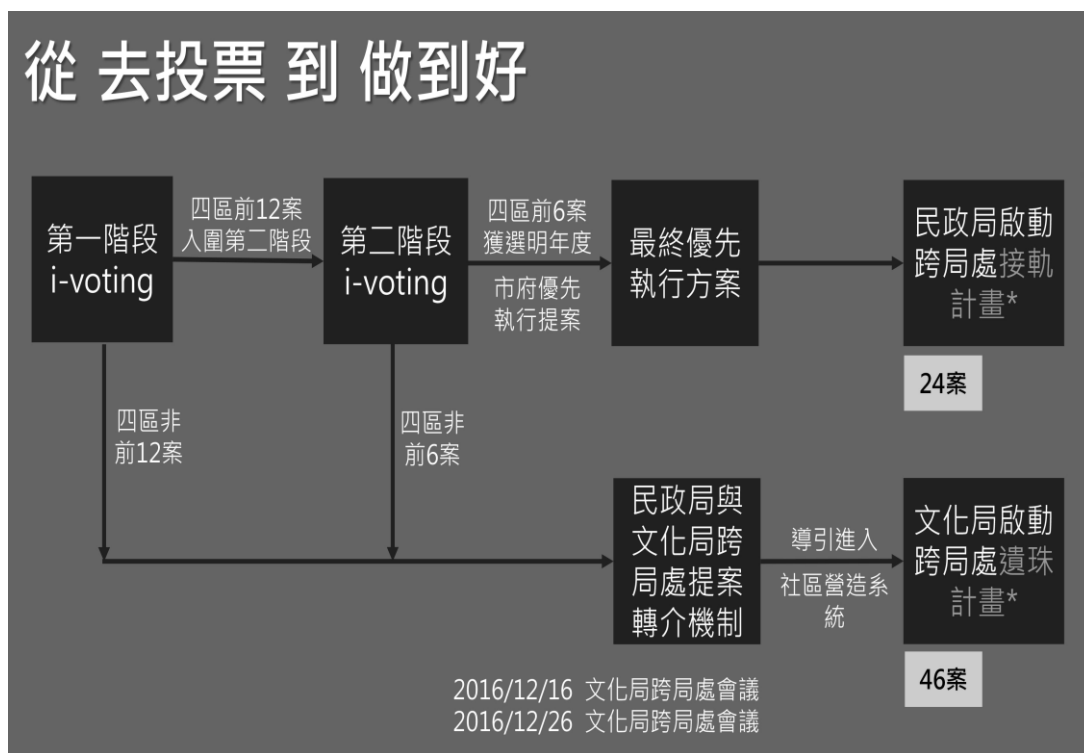 從 去投票 到 做到好
第一階段
i-voting
四區前12案
入圍第二階段
第二階段
i-voting
四區前6案
獲選明年度
市府優先
執行提案
最終優先
執行方案
民政局啟動
跨局處接軌
計畫*
24案
四區非
前12案
四區非
前6案
民政局與
文化局跨
局處提案
轉介機制
導引進入
社區營造系
統
文化局啟動
跨局處遺珠
計畫*
46案
2016/12/16 文化局跨局處會議
2016/12/26 文化局跨局處會議